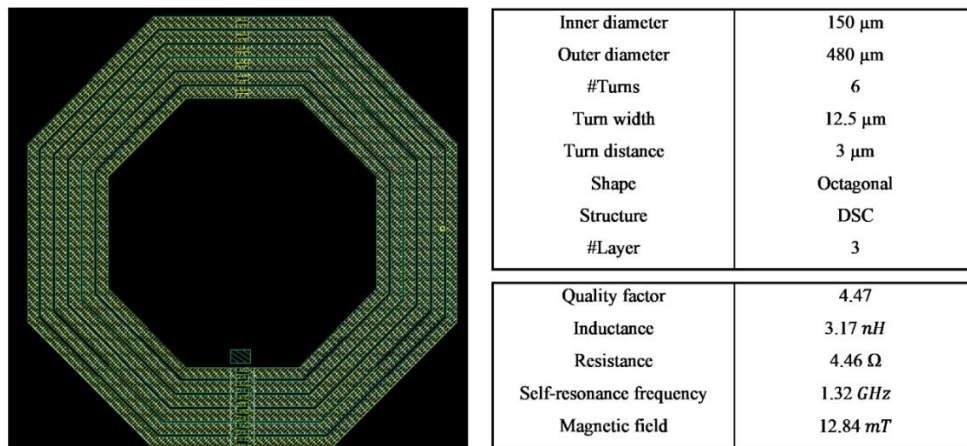 Inner diameter 150 μm
Outer diameter 480 μm
#Turns 6
Turn width 12.5 μm
Turn distance 3 μm
Shape Octagonal
Structure DSC
#Layer 3
Quality factor 4.47
Inductance 3.17 nH
Resistance 4.46 Ω
Self-resonance frequency 1.32 GHz
Magnetic field 12.84 mT